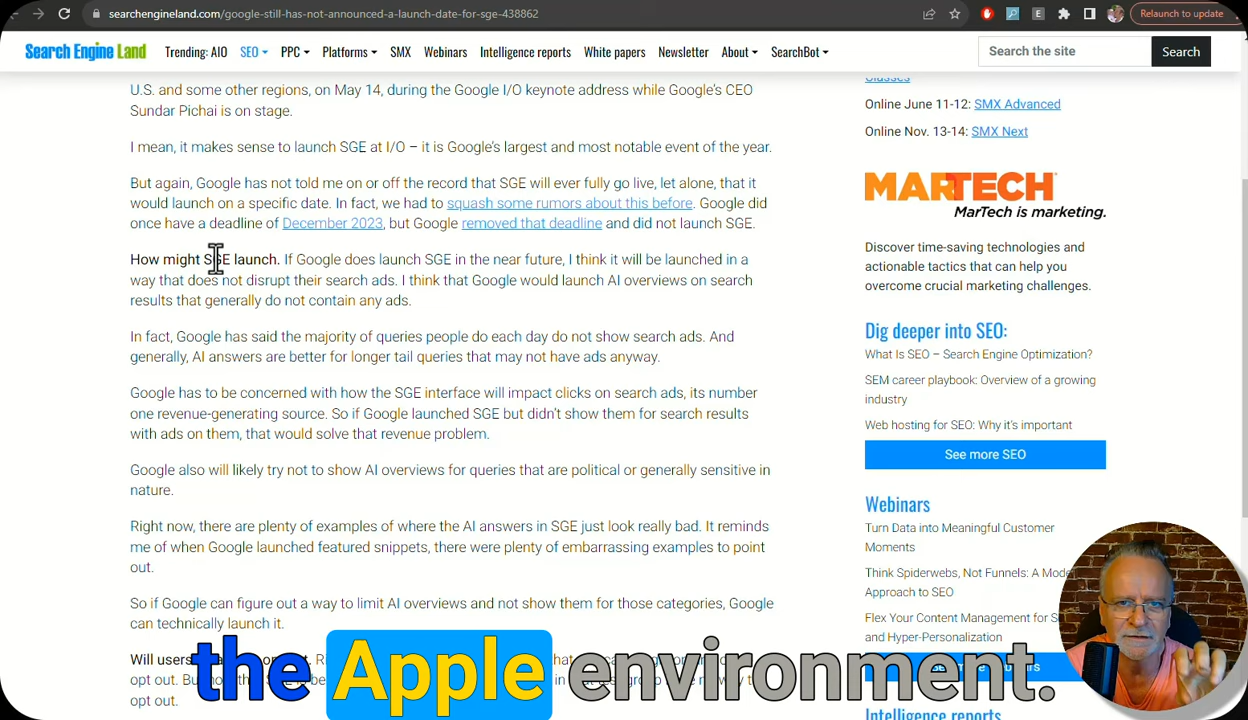 searchengineland.com/google-still-has-not-announced-a-launch-date-for-sge-438862
Relaunch to update
Search Engine Land
Trending: AIO SEO PPC Platforms SMX Webinars Intelligence reports White papers Newsletter About SearchBot
Search the site Search
U.S. and some other regions, on May 14, during the Google I/O keynote address while Google's CEO
Sundar Pichai is on stage.
I mean, it makes sense to launch SGE at I/O – it is Google's largest and most notable event of the year.
But again, Google has not told me on or off the record that SGE will ever fully go live, let alone, that it
would launch on a specific date. In fact, we had to squash some rumors about this before. Google did
once have a deadline of December 2023, but Google removed that deadline and did not launch SGE.
How might SGE launch. If Google does launch SGE in the near future, I think it will be launched in a
way that does not disrupt their search ads. I think that Google would launch AI overviews on search
results that generally do not contain any ads.
In fact, Google has said the majority of queries people do each day do not show search ads. And
generally, AI answers are better for longer tail queries that may not have ads anyway.
Google has to be concerned with how the SGE interface will impact clicks on search ads, its number
one revenue-generating source. So if Google launched SGE but didn't show them for search results
with ads on them, that would solve that revenue problem.
Google also will likely try not to show AI overviews for queries that are political or generally sensitive in
nature.
Right now, there are plenty of examples of where the AI answers in SGE just look really bad. It reminds
me of when Google launched featured snippets, there were plenty of embarrassing examples to point
out.
So if Google can figure out a way to limit AI overviews and not show them for those categories, Google
can technically launch it.
Will users
opt out.
opt out.
Classes
Online June 11-12: SMX Advanced
Online Nov. 13-14: SMX Next
MARTECH
MarTech is marketing.
Discover time-saving technologies and
actionable tactics that can help you
overcome crucial marketing challenges.
Dig deeper into SEO:
What Is SEO – Search Engine Optimization?
SEM career playbook: Overview of a growing
industry
Web hosting for SEO: Why it's important
See more SEO
Webinars
Turn Data into Meaningful Customer
Moments
Think Spiderwebs, Not Funnels: A
Approach to SEO
Flex Your Content Management for
and Hyper-Personalization
Intelligence reports
the Apple environment.